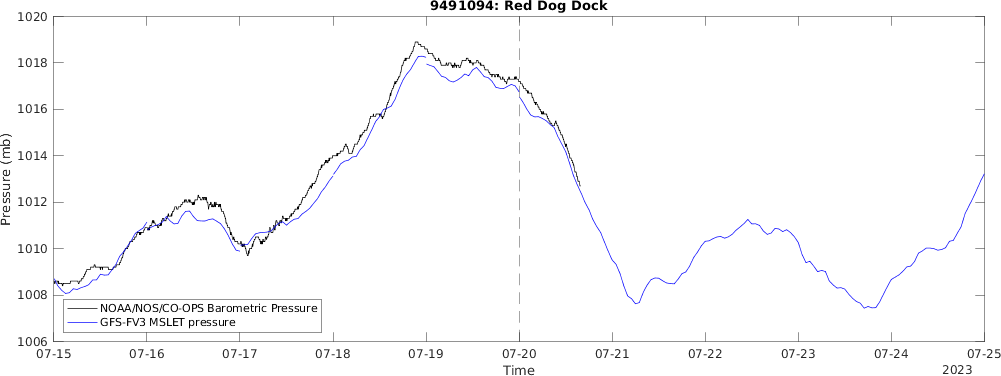 9491094: Red Dog Dock
Pressure (mb)
1020
1018
1016
1014
1012
1010
1008
1006
NOAA/NOS/CO-OPS Barometric Pressure
GFS-FV3 MSLET pressure
07-15 07-16 07-17 07-18 07-19 07-20 07-21 07-22 07-23 07-24 07-25
Time
2023